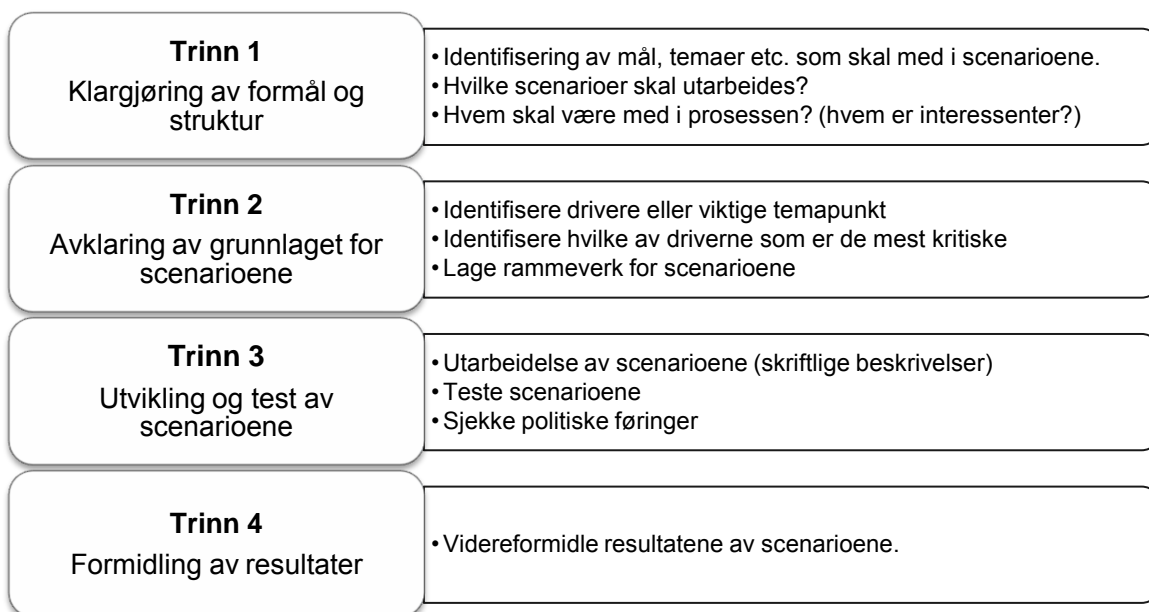 Trinn 1
Klargjøring av formål og
struktur
• Identifisering av mål, temaer etc. som skal med i scenarioene.
• Hvilke scenarioer skal utarbeides?
• Hvem skal være med i prosessen? (hvem er interessenter?)
Trinn 2
Avklaring av grunnlaget for
scenarioene
• Identifisere drivere eller viktige temapunkt
• Identifisere hvilke av driverne som er de mest kritiske
• Lage rammeverk for scenarioene
Trinn 3
Utvikling og test av
scenarioene
• Utarbeidelse av scenarioene (skriftlige beskrivelser)
• Teste scenarioene
• Sjekke politiske føringer
Trinn 4
Formidling av resultater
• Videreformidle resultatene av scenarioene.